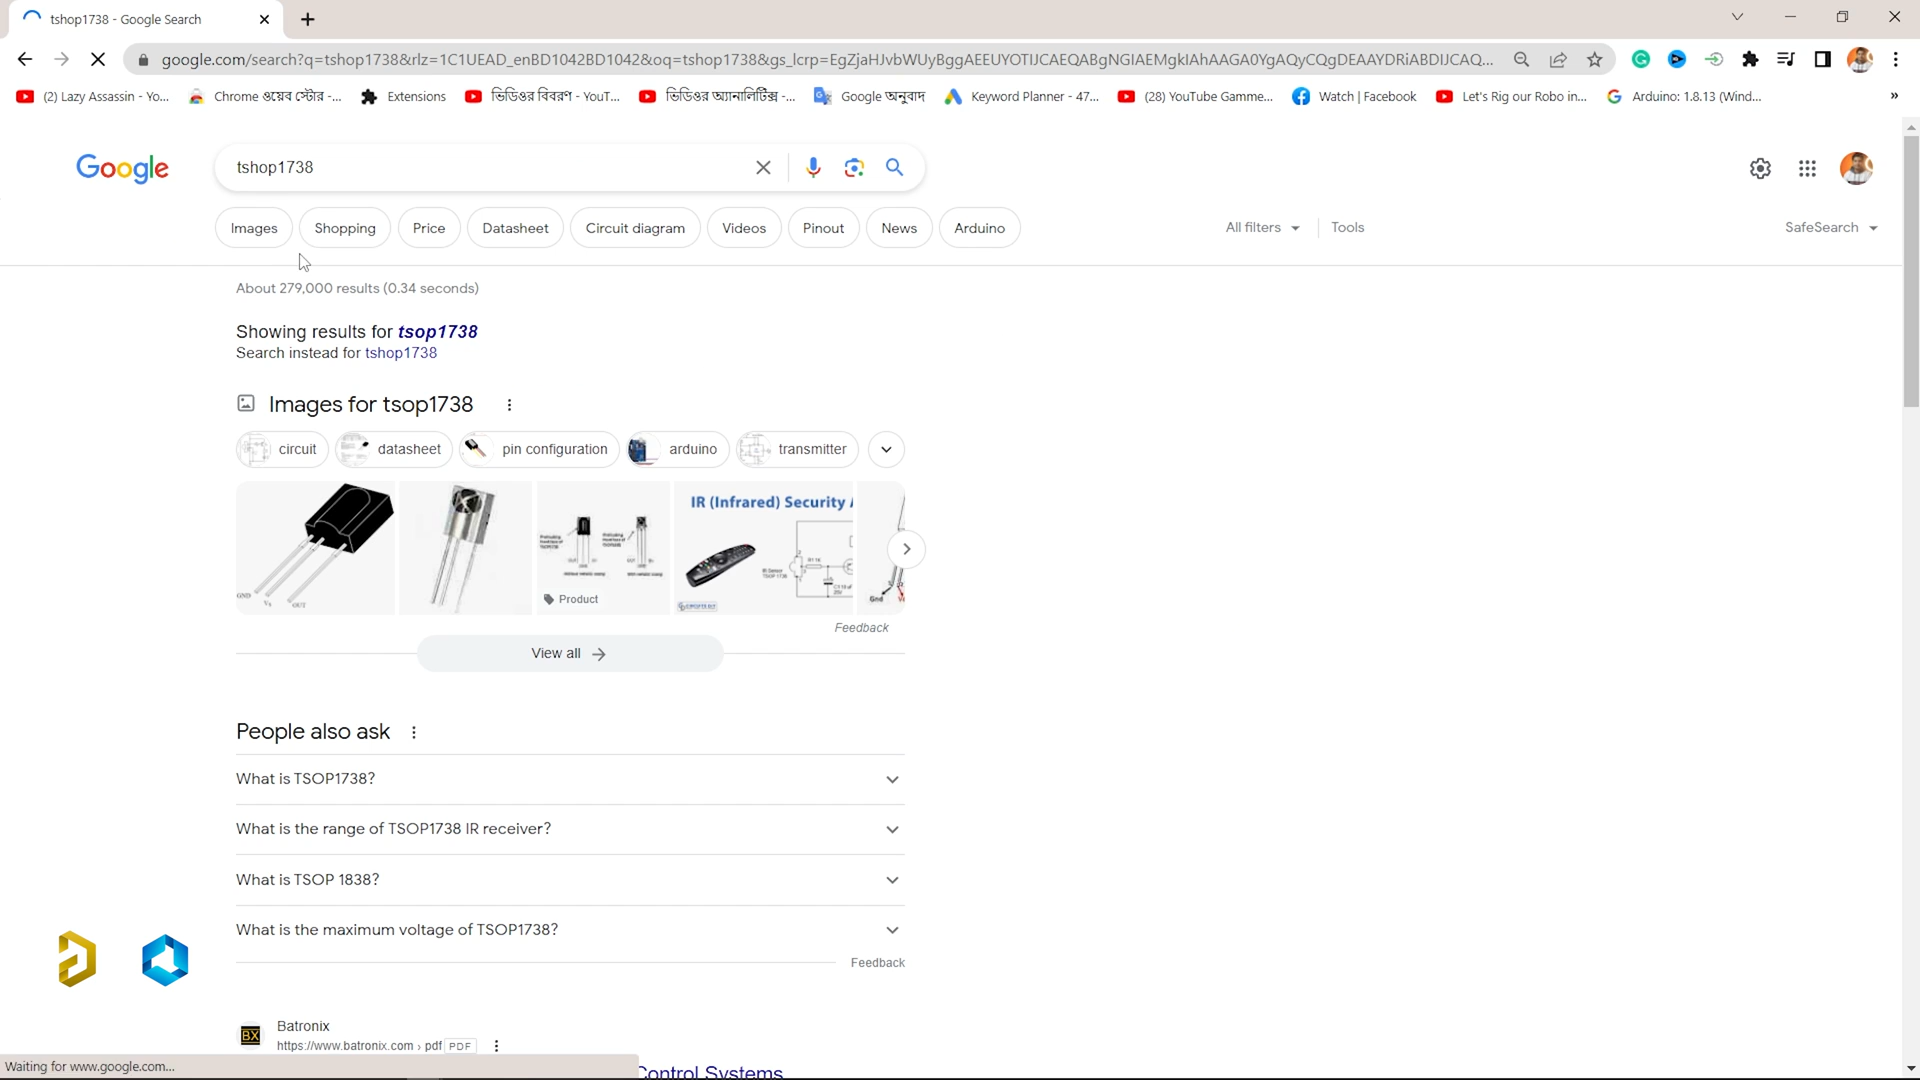 tshop1738 - Google Search
google.com/search?q=tshop1738&rlz=1C1UEAD_enBD1042BD1042&oq=tshop1738&gs_lcrp=EgZjaHJvbWUyBggAEEUYOTIJCAEQABgNGIAEMgkIAhAAGA0YgAQyCQgDEAAYDRiABDIJCAQ...
(2) Lazy Assassin - Yo...
Chrome ওয়েব স্টোর -...
Extensions
ভিডিওর বিবরণ - YouT...
ভিডিওর অ্যানালিটিক্স -...
Google অনুবাদ
Keyword Planner - 47...
(28) YouTube Gamme...
Watch | Facebook
Let's Rig our Robo in...
Arduino: 1.8.13 (Wind...
»
Google
tshop1738
Images
Shopping
Price
Datasheet
Circuit diagram
Videos
Pinout
News
Arduino
All filters
Tools
SafeSearch
About 279,000 results (0.34 seconds)
Showing results for tsop1738
Search instead for tshop1738
Images for tsop1738
circuit
datasheet
pin configuration
arduino
transmitter
IR (Infrared) Security
GND
Vs
OUT
Product
Gnd
Feedback
View all
People also ask
What is TSOP1738?
What is the range of TSOP1738 IR receiver?
What is TSOP 1838?
What is the maximum voltage of TSOP1738?
Feedback
BX
Batronix
https://www.batronix.com › pdf
PDF
Control Systems
Waiting for www.google.com...